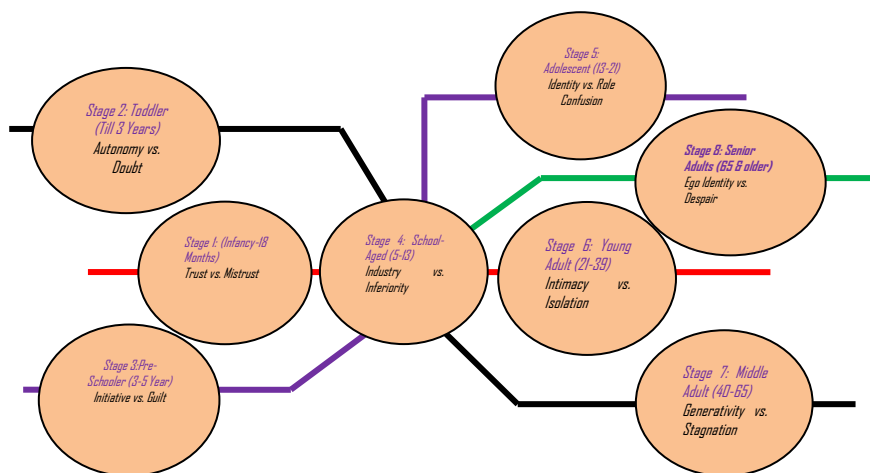 Stage 2: Toddler
(Till 3 Years)
Autonomy vs.
Doubt
Stage 1: (Infancy-18
Months)
Trust vs. Mistrust
Stage 3:Pre-
Schooler (3-5 Year)
Initiative vs. Guilt
Stage 4: School-
Aged (5-13)
Industry vs.
Inferiority
Stage 5:
Adolescent (13-21)
Identity vs. Role
Confusion
Stage 8: Senior
Adults (65 & older)
Ego Identity vs.
Despair
Stage 6: Young
Adult (21-39)
Intimacy vs.
Isolation
Stage 7: Middle
Adult (40-65)
Generativity vs.
Stagnation